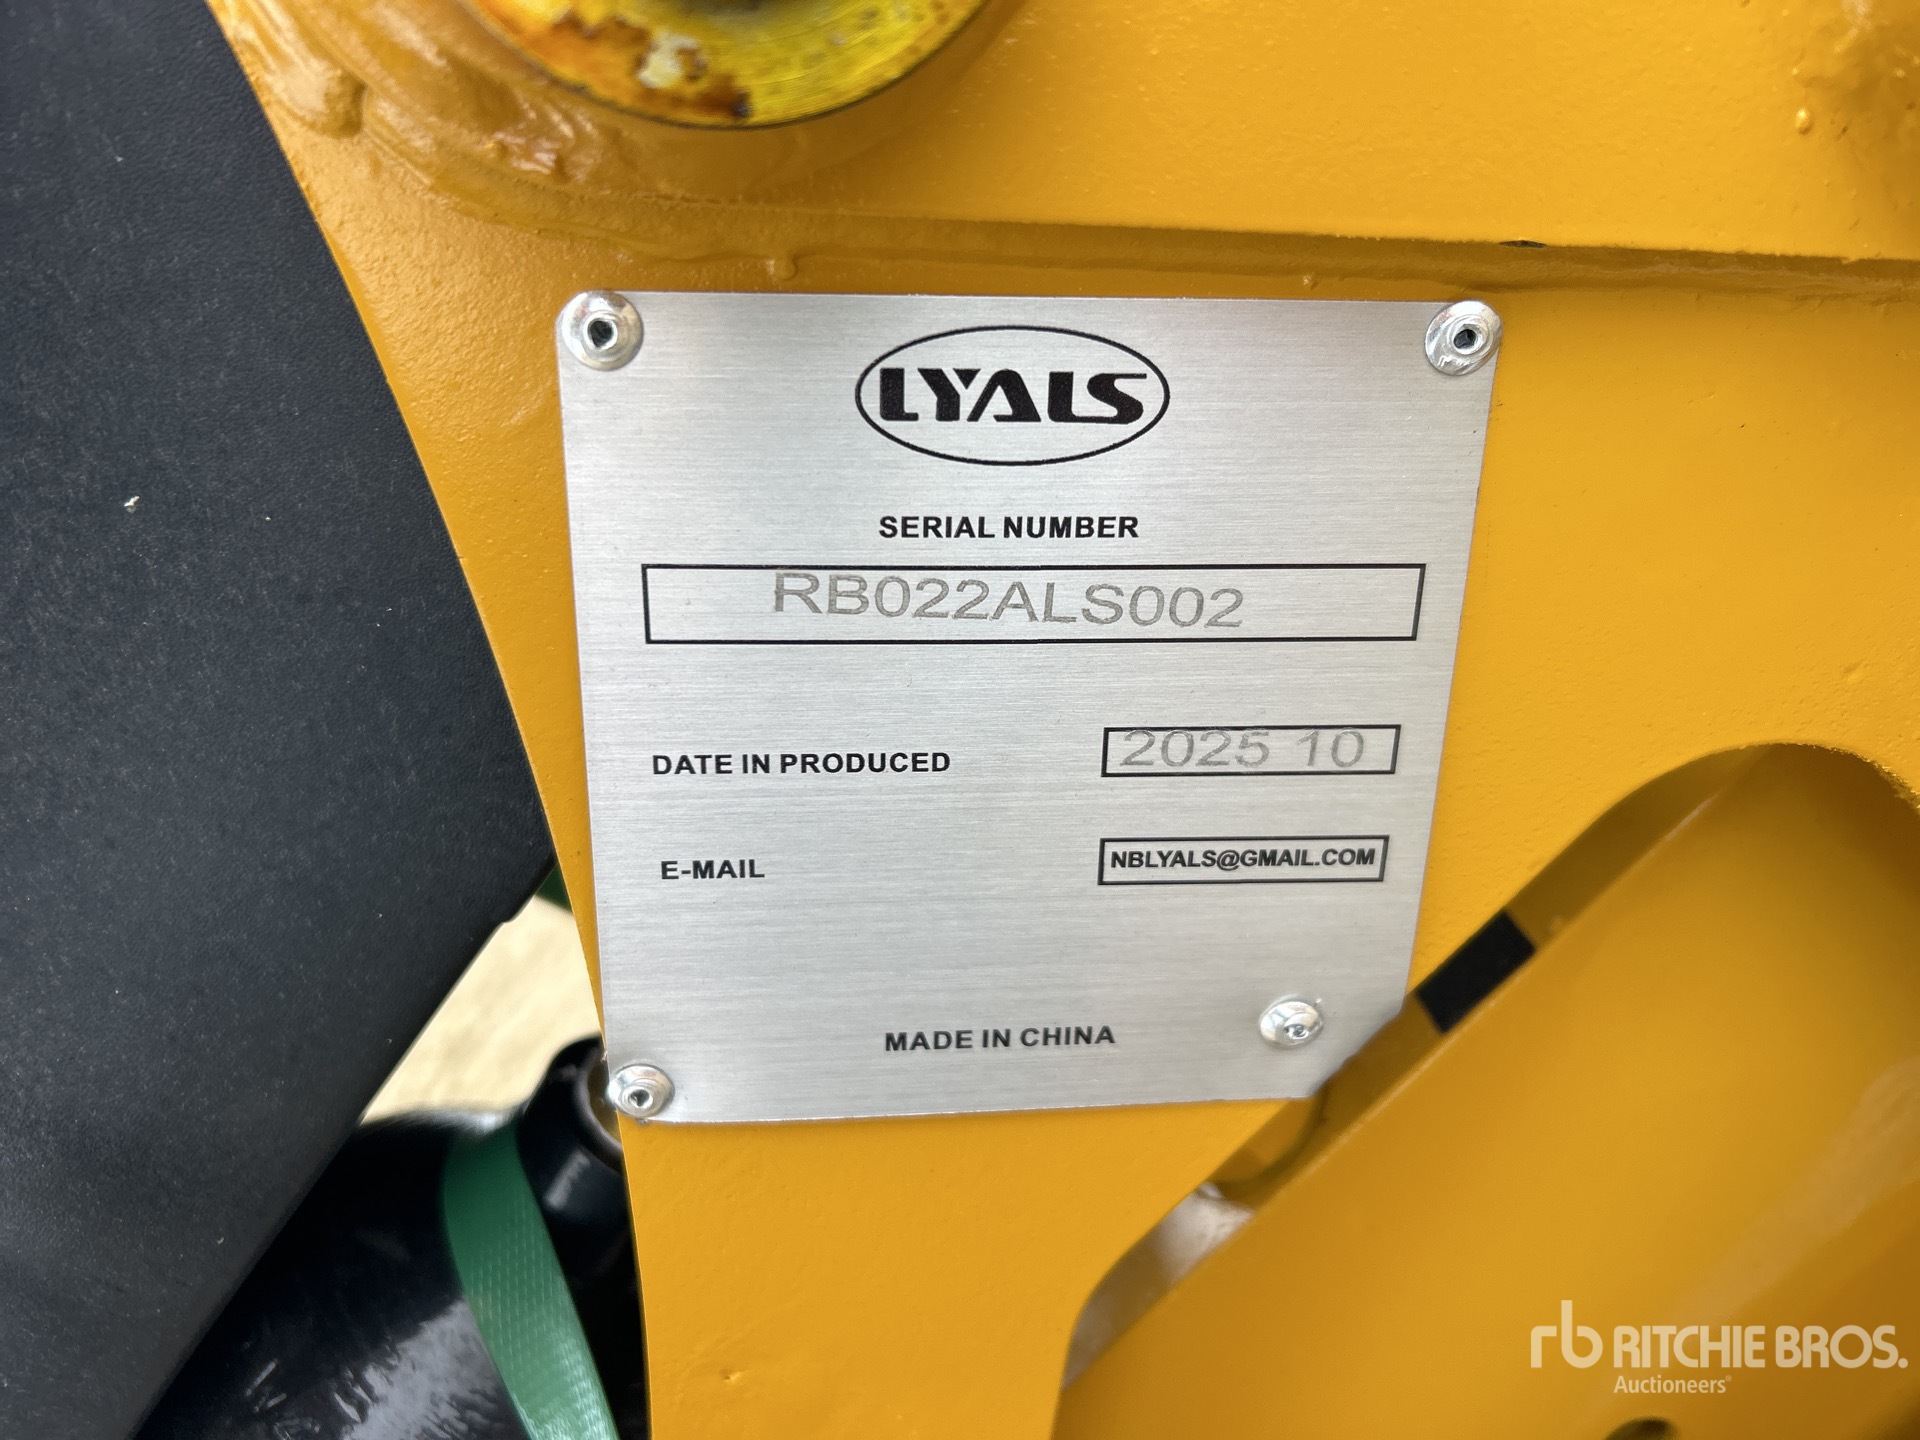 LYALS
SERIAL NUMBER
RB022ALS002
DATE IN PRODUCED 2025 10
E-MAIL NBLYALS@GMAIL.COM
MADE IN CHINA
rb RITCHIE BROS.
Auctioneers